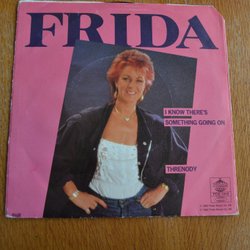 FRIDA
I KNOW THERE'S
SOMETHING GOING ON
THRENODY